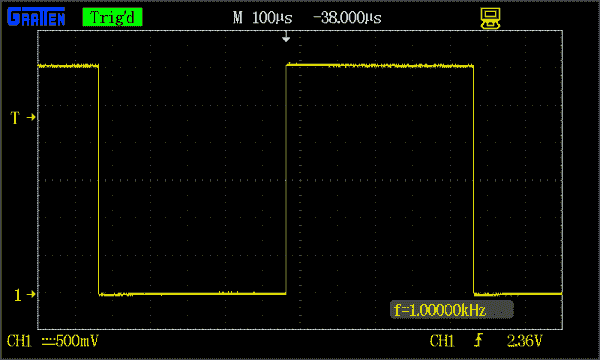 GRATTEN Trig'd M 100μs -38.000μs
T
1
f=1.00000kHz
CH1 500mV CH1 2.36V